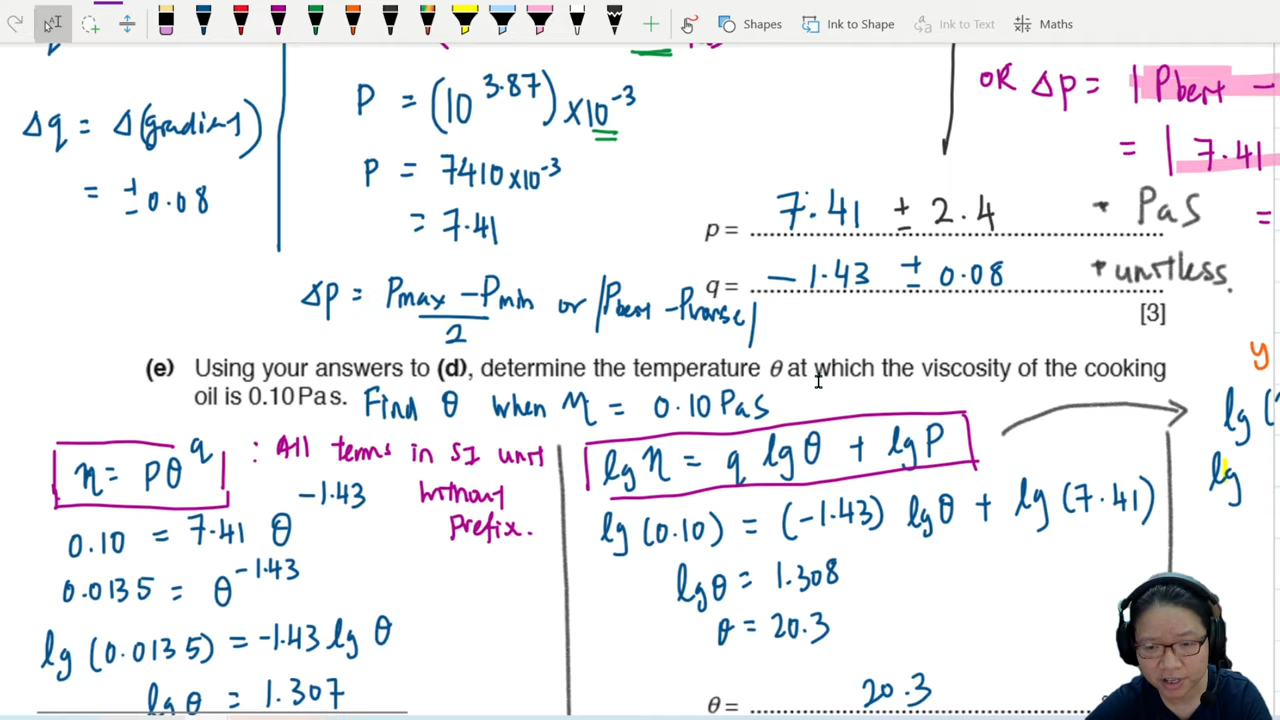 Shapes
Ink to Shape
Ink to Text
Maths
Δq = Δ(gradient)
= ±0.08
P = (10^3.87) × 10^-3
P = 7410×10^-3
= 7.41
OR Δp = |Pbest -
= | 7.41
=
p = 7.41 ± 2.4 * Pa s
q = -1.43 ± 0.08 * unitless.
[3]
Δp = Pmax - Pmin / 2 or |Pbest - Pworse|
(e) Using your answers to (d), determine the temperature θ at which the viscosity of the cooking
oil is 0.10 Pa s. Find θ when η = 0.10 Pas
η = Pθ^q : All terms in SI unit
without
prefix.
0.10 = 7.41 θ^-1.43
0.0135 = θ^-1.43
lg (0.0135) = -1.43 lg θ
lg θ = 1.307
lg η = q lg θ + lg P
lg (0.10) = (-1.43) lg θ + lg (7.41)
lg θ = 1.308
θ = 20.3
θ = 20.3
y
lg (
lg